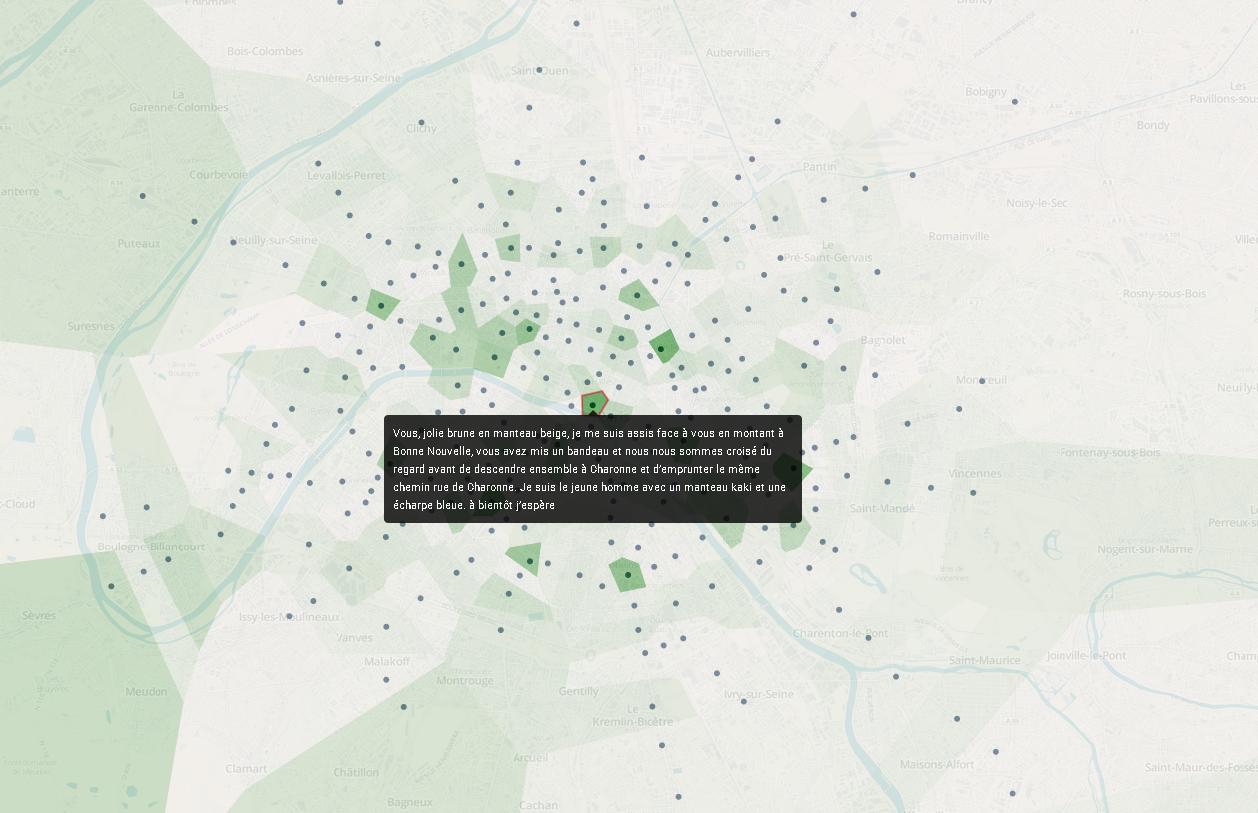 Colombes
Brancy
Drancy
Bois-Colombes
Aubervilliers
Asnières-sur-Seine
Saint-Ouen
La
Garenne-Colombes
Bobigny
Les
Pavillons-sous
Clichy
Bondy
Courbevoie
Levallois-Perret
Pantin
anterre
Noisy-le-Sec
Puteaux
Neuilly-sur-Seine
Romainville
Le
Pré-Saint-Gervais
Rosny-sous-Bois
Suresnes
Bagnolet
Montreuil
Neuilly
Vous, jolie brune en manteau beige, je me suis assis face à vous en montant à
Bonne Nouvelle, vous avez mis un bandeau et nous nous sommes croisé du
regard avant de descendre ensemble à Charonne et d'emprunter le même
chemin rue de Charonne. Je suis le jeune homme avec un manteau kaki et une
écharpe bleue. à bientôt j'espère
Fontenay-sous-Bois
Vincennes
-Cloud
Saint-Mandé
Le
Perreux-s
Boulogne-Billancourt
Nogent-sur-Marne
Bois de
Vincennes
Sèvres
Issy-les-Moulineaux
Vanves
Charenton-le-Pont
Malakoff
Saint-Maurice
Joinville-le-Pont
Cham
Meudon
Montrouge
Gentilly
Ivry-sur-Seine
Le
Kremlin-Bicêtre
Arcueil
Clamart
Châtillon
Maisons-Alfort
Saint-Maur-des-Fossés
Bagneux
Cachan